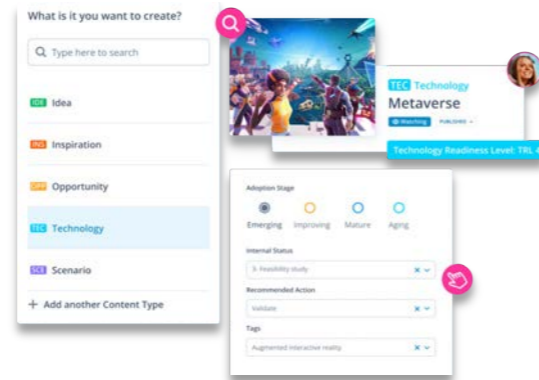 What is it you want to create?
Type here to search
IDE Idea
INS Inspiration
OPP Opportunity
TEC Technology
SCE Scenario
+ Add another Content Type
TEC Technology
Metaverse
Watching PUBLISHED
Technology Readiness Level: TRL 4
Adoption Stage
Emerging Improving Mature Aging
Internal Status
3- Feasibility study
Recommended Action
Validate
Tags
Augmented interactive reality